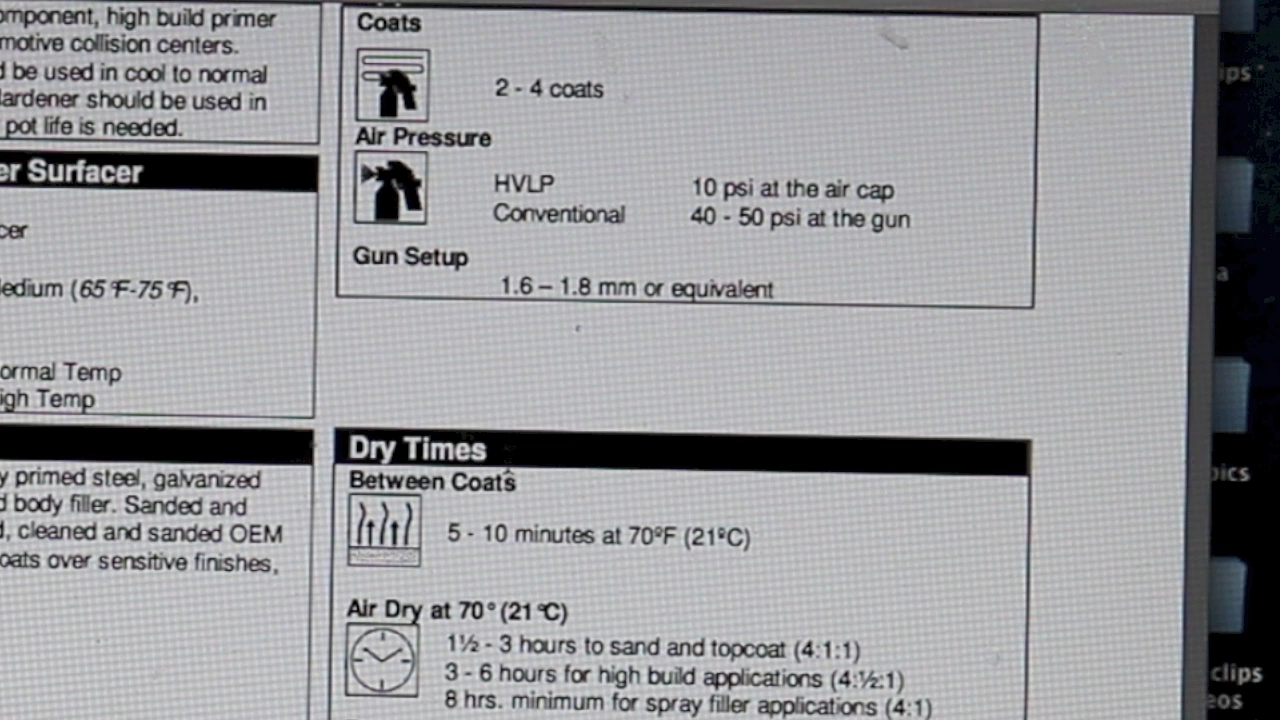 omponent, high build primer
motive collision centers.
d be used in cool to normal
Hardener should be used in
pot life is needed.
er Surfacer
cer
Medium (65°F-75°F),
ormal Temp
igh Temp
y primed steel, galvanized
d body filler. Sanded and
d, cleaned and sanded OEM
oats over sensitive finishes,
Coats
2 - 4 coats
Air Pressure
HVLP 10 psi at the air cap
Conventional 40 - 50 psi at the gun
Gun Setup
1.6 – 1.8 mm or equivalent
Dry Times
Between Coats
5 - 10 minutes at 70ºF (21ºC)
Air Dry at 70° (21°C)
1½ - 3 hours to sand and topcoat (4:1:1)
3 - 6 hours for high build applications (4:½:1)
8 hrs. minimum for spray filler applications (4:1)
ips
a
pics
clips
eos